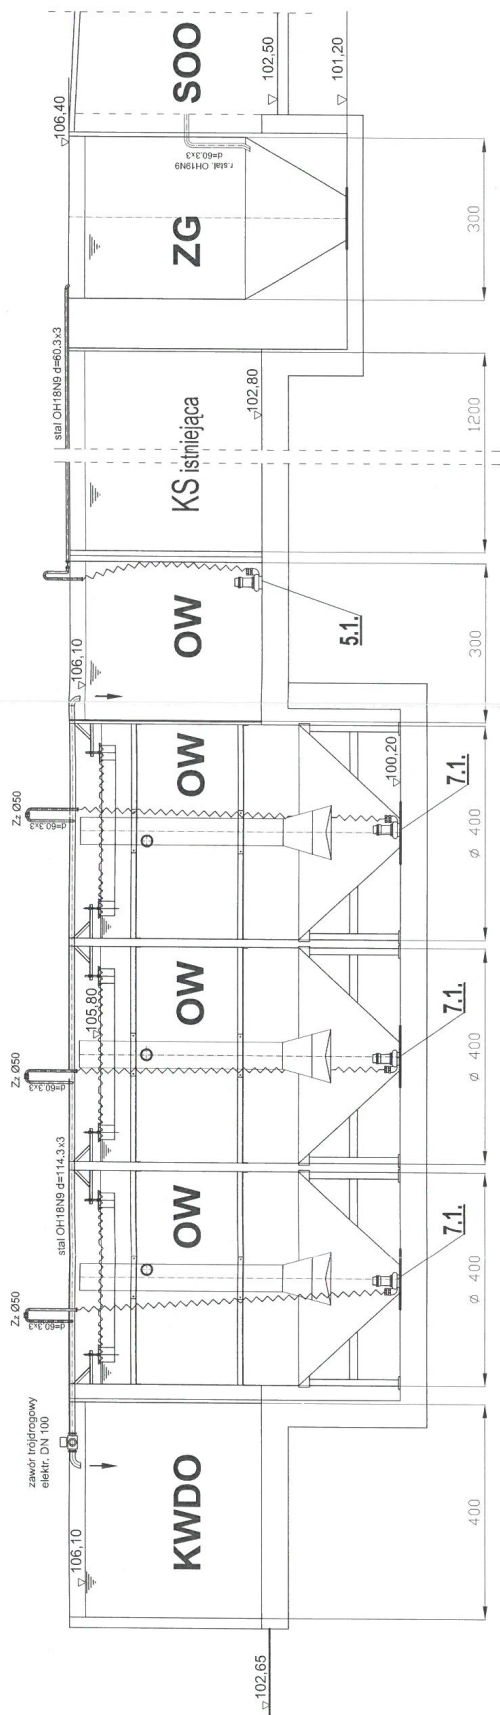 102,65
106,10
KWDO
400
zawór trójdrogowy
elektr. DN 100
Zz Ø50
d=60.3x3
OW
7.1.
ø 400
stal OH18N9 d=114.3x3
Zz Ø50
d=60.3x3
105,80
OW
7.1.
ø 400
Zz Ø50
d=60.3x3
OW
100,20
7.1.
ø 400
106,10
OW
5.1.
300
stal OH18N9 d=60.3x3
KS istniejąca
102,80
1200
106,40
ZG
r.stal. OH19N9
d=60.3x3
300
SOO
102,50
101,20